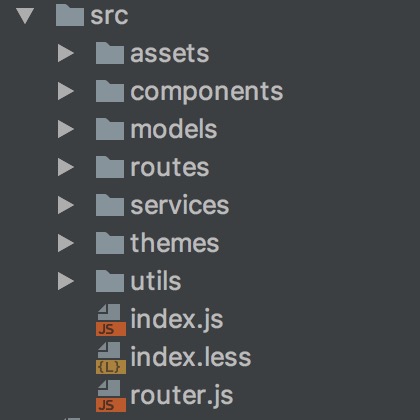 src
assets
components
models
routes
services
themes
utils
JS index.js
{L} index.less
JS router.js